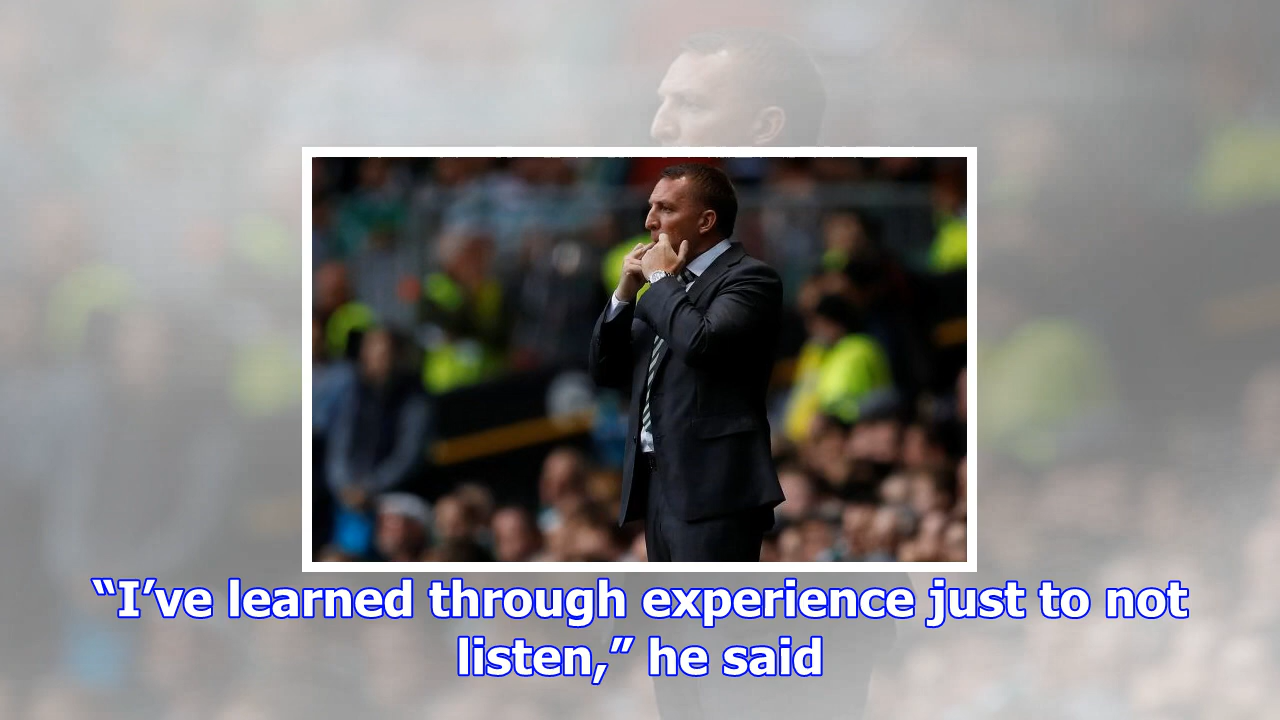 “I’ve learned through experience just to not
listen,” he said